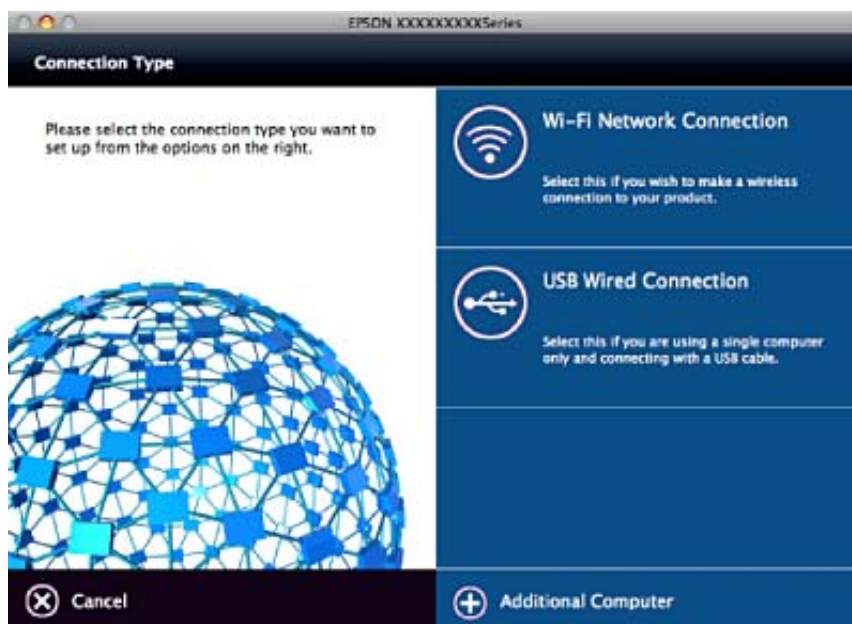 EPSON XXXXXXXXXSeries
Connection Type
Please select the connection type you want to
set up from the options on the right.
Wi-Fi Network Connection
Select this if you wish to make a wireless
connection to your product.
USB Wired Connection
Select this if you are using a single computer
only and connecting with a USB cable.
Cancel
Additional Computer